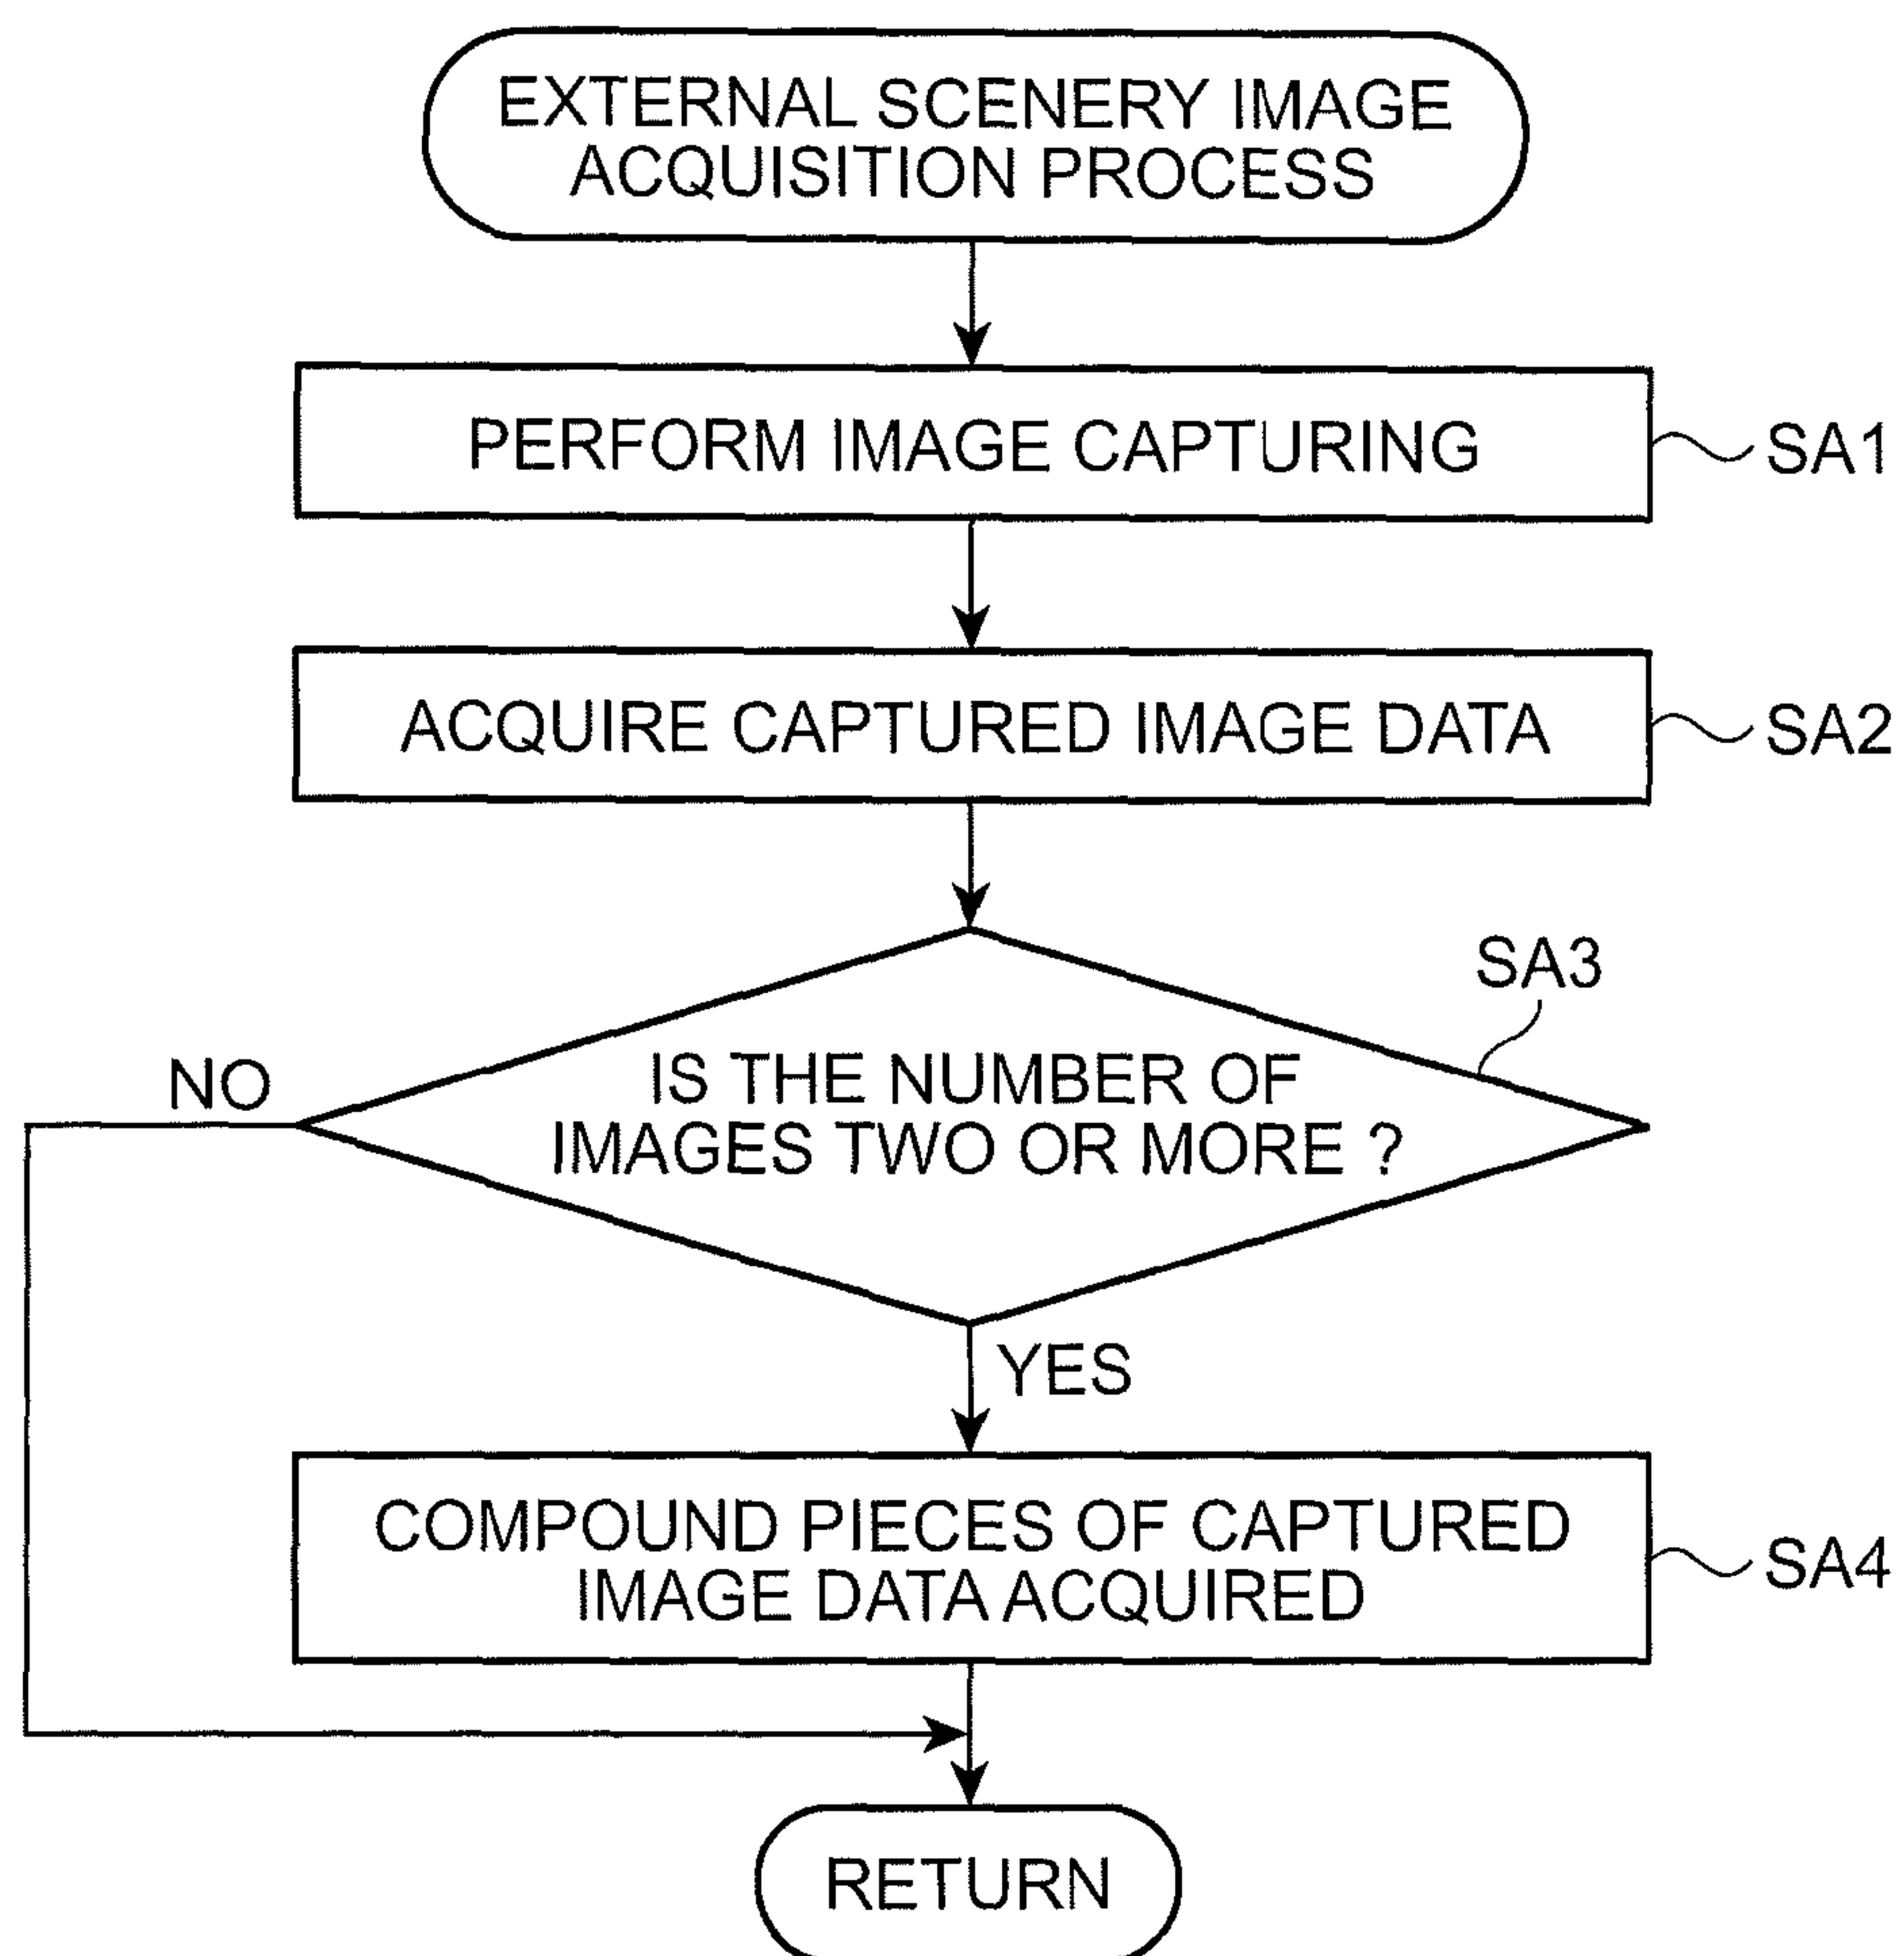 EXTERNAL SCENERY IMAGE
ACQUISITION PROCESS
PERFORM IMAGE CAPTURING
SA1
ACQUIRE CAPTURED IMAGE DATA
SA2
SA3
NO
IS THE NUMBER OF
IMAGES TWO OR MORE ?
YES
COMPOUND PIECES OF CAPTURED
IMAGE DATA ACQUIRED
SA4
RETURN